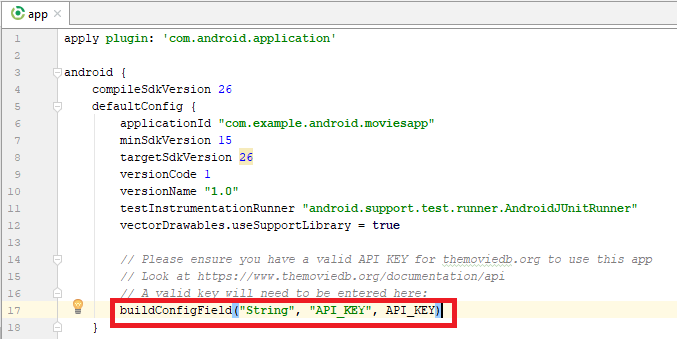 app
1 apply plugin: 'com.android.application'
2
3 android {
4 compileSdkVersion 26
5 defaultConfig {
6 applicationId "com.example.android.moviesapp"
7 minSdkVersion 15
8 targetSdkVersion 26
9 versionCode 1
10 versionName "1.0"
11 testInstrumentationRunner "android.support.test.runner.AndroidJUnitRunner"
12 vectorDrawables.useSupportLibrary = true
13
14 // Please ensure you have a valid API KEY for themoviedb.org to use this app
15 // Look at https://www.themoviedb.org/documentation/api
16 // A valid key will need to be entered here:
17 buildConfigField("String", "API_KEY", API_KEY)
18 }